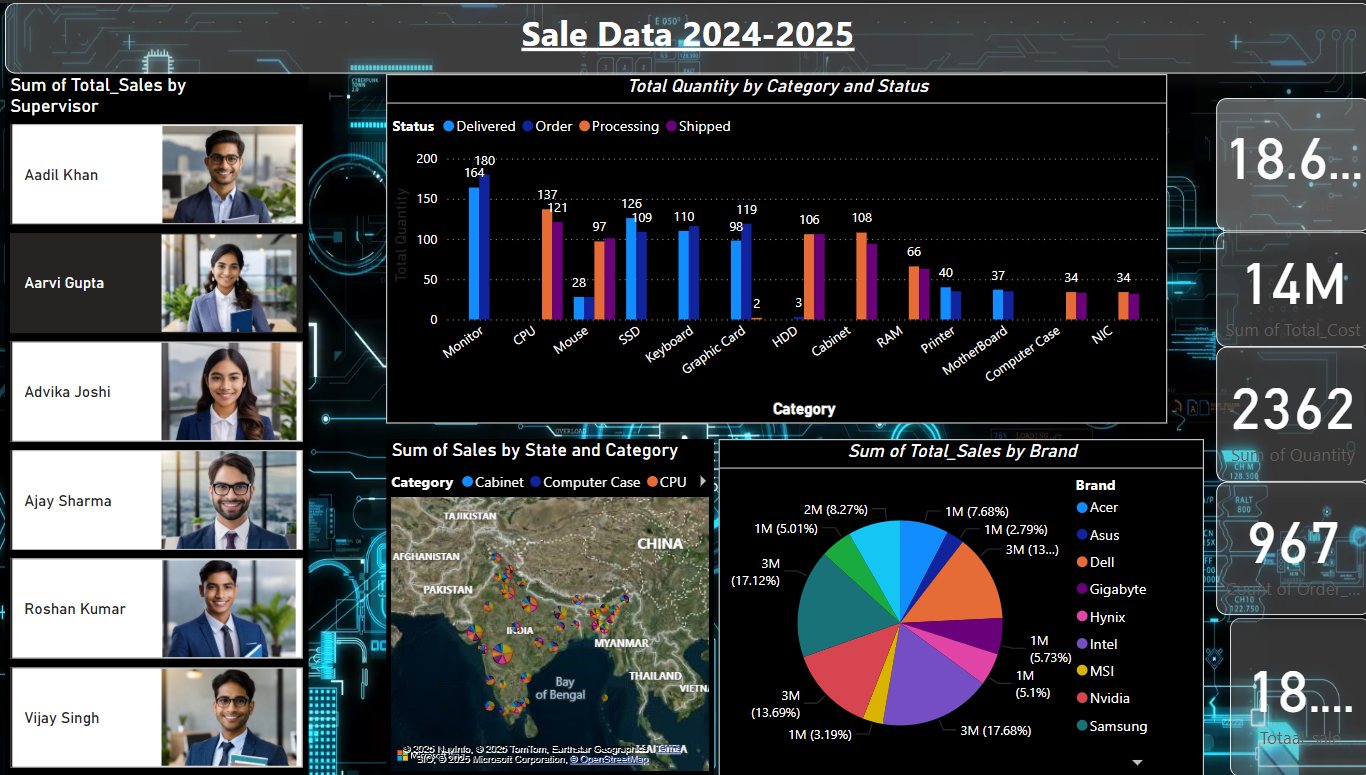 Sale Data 2024-2025
Sum of Total_Sales by
Supervisor
Aadil Khan
Aarvi Gupta
Advika Joshi
Ajay Sharma
Roshan Kumar
Vijay Singh
Total Quantity by Category and Status
Status Delivered Order Processing Shipped
Total Quantity
200
150
100
50
0
164
180
137
121
28
97
126
109
110
98
119
2
3
106
108
66
40
37
34
34
Monitor
CPU
Mouse
SSD
Keyboard
Graphic Card
HDD
Cabinet
RAM
Printer
MotherBoard
Computer Case
NIC
Category
Sum of Sales by State and Category
Category Cabinet Computer Case CPU
TAJIKISTAN
CHINA
AFGHANISTAN
PAKISTAN
INDIA
MYANMAR
THAILAND
Bay
of Bengal
© 2025 NavInfo, © 2025 TomTom, Earthstar Geographics
SIO, © 2025 Microsoft Corporation, © OpenStreetMap
Terms
Sum of Total_Sales by Brand
2M (8.27%)
1M (7.68%)
1M (5.01%)
1M (2.79%)
3M (13...)
3M
(17.12%)
1M
(5.73%)
1M
(5.1%)
3M
(13.69%)
1M (3.19%)
3M (17.68%)
Brand
Acer
Asus
Dell
Gigabyte
Hynix
Intel
MSI
Nvidia
Samsung
18.6...
14M
Sum of Total_Cost
2362
Sum of Quantity
967
Count of Order_...
18....